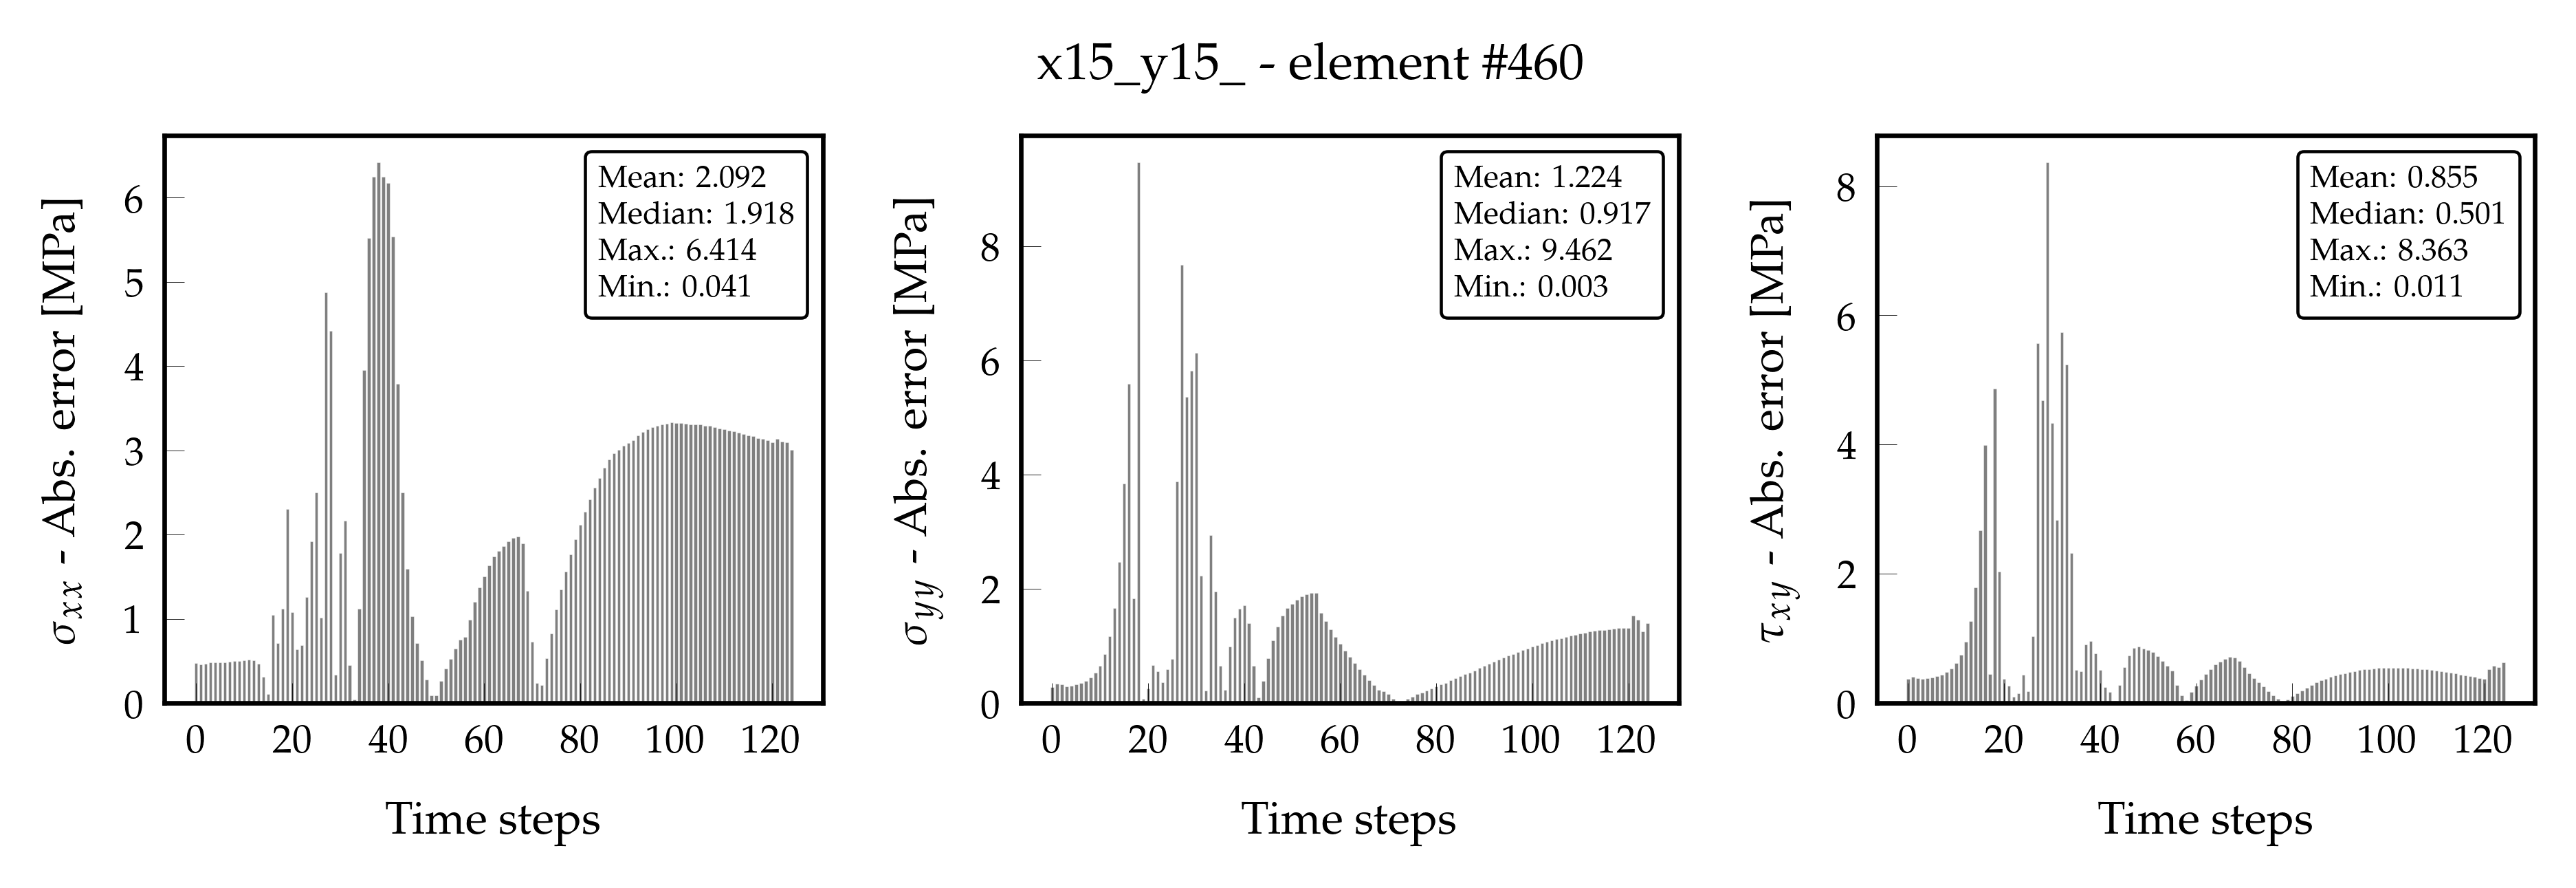 x15_y15_ - element #460
σxx - Abs. error [MPa]
6
5
4
3
2
1
0
0 20 40 60 80 100 120
Time steps
Mean: 2.092
Median: 1.918
Max.: 6.414
Min.: 0.041
σyy - Abs. error [MPa]
8
6
4
2
0
0 20 40 60 80 100 120
Time steps
Mean: 1.224
Median: 0.917
Max.: 9.462
Min.: 0.003
τxy - Abs. error [MPa]
8
6
4
2
0
0 20 40 60 80 100 120
Time steps
Mean: 0.855
Median: 0.501
Max.: 8.363
Min.: 0.011